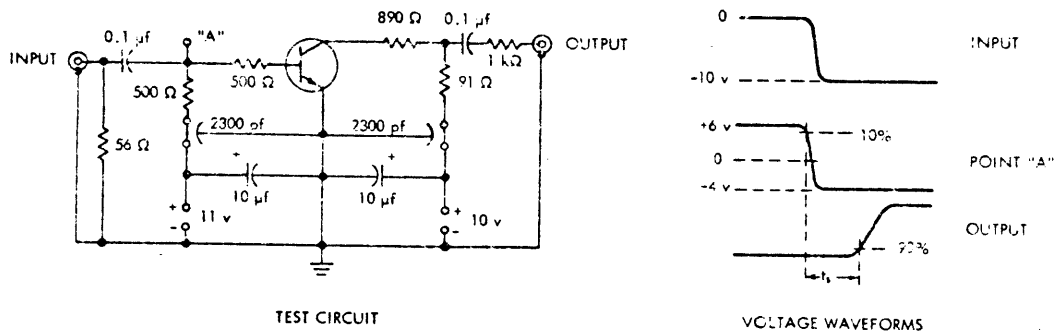 INPUT
0.1 µf
"A"
500 Ω
500 Ω
56 Ω
2300 pf
2300 pf
+
10 µf
+
10 µf
+
-
11 v
+
-
10 v
890 Ω
0.1 µf
1 kΩ
91 Ω
OUTPUT
TEST CIRCUIT
0
-10 v
INPUT
+6 v
0
-4 v
10%
POINT "A"
OUTPUT
90%
ts
VOLTAGE WAVEFORMS